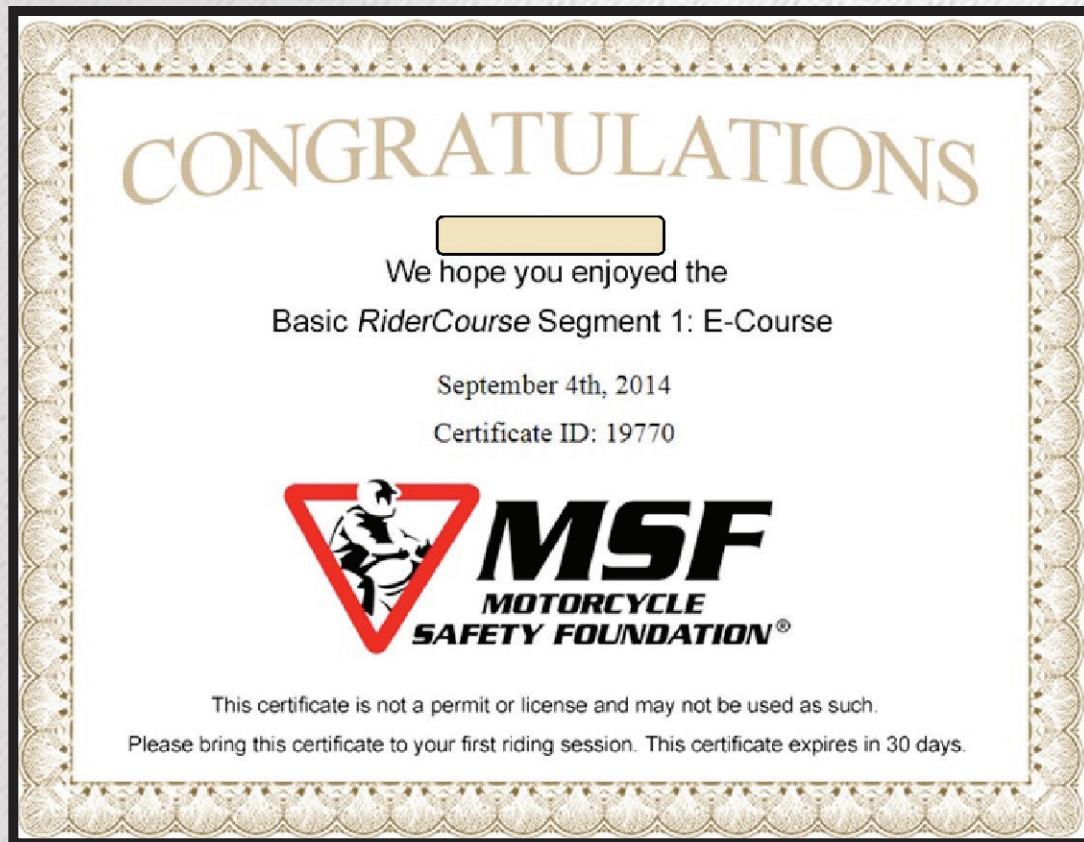 CONGRATULATIONS
We hope you enjoyed the
Basic RiderCourse Segment 1: E-Course
September 4th, 2014
Certificate ID: 19770
MSF
MOTORCYCLE
SAFETY FOUNDATION®
This certificate is not a permit or license and may not be used as such.
Please bring this certificate to your first riding session. This certificate expires in 30 days.